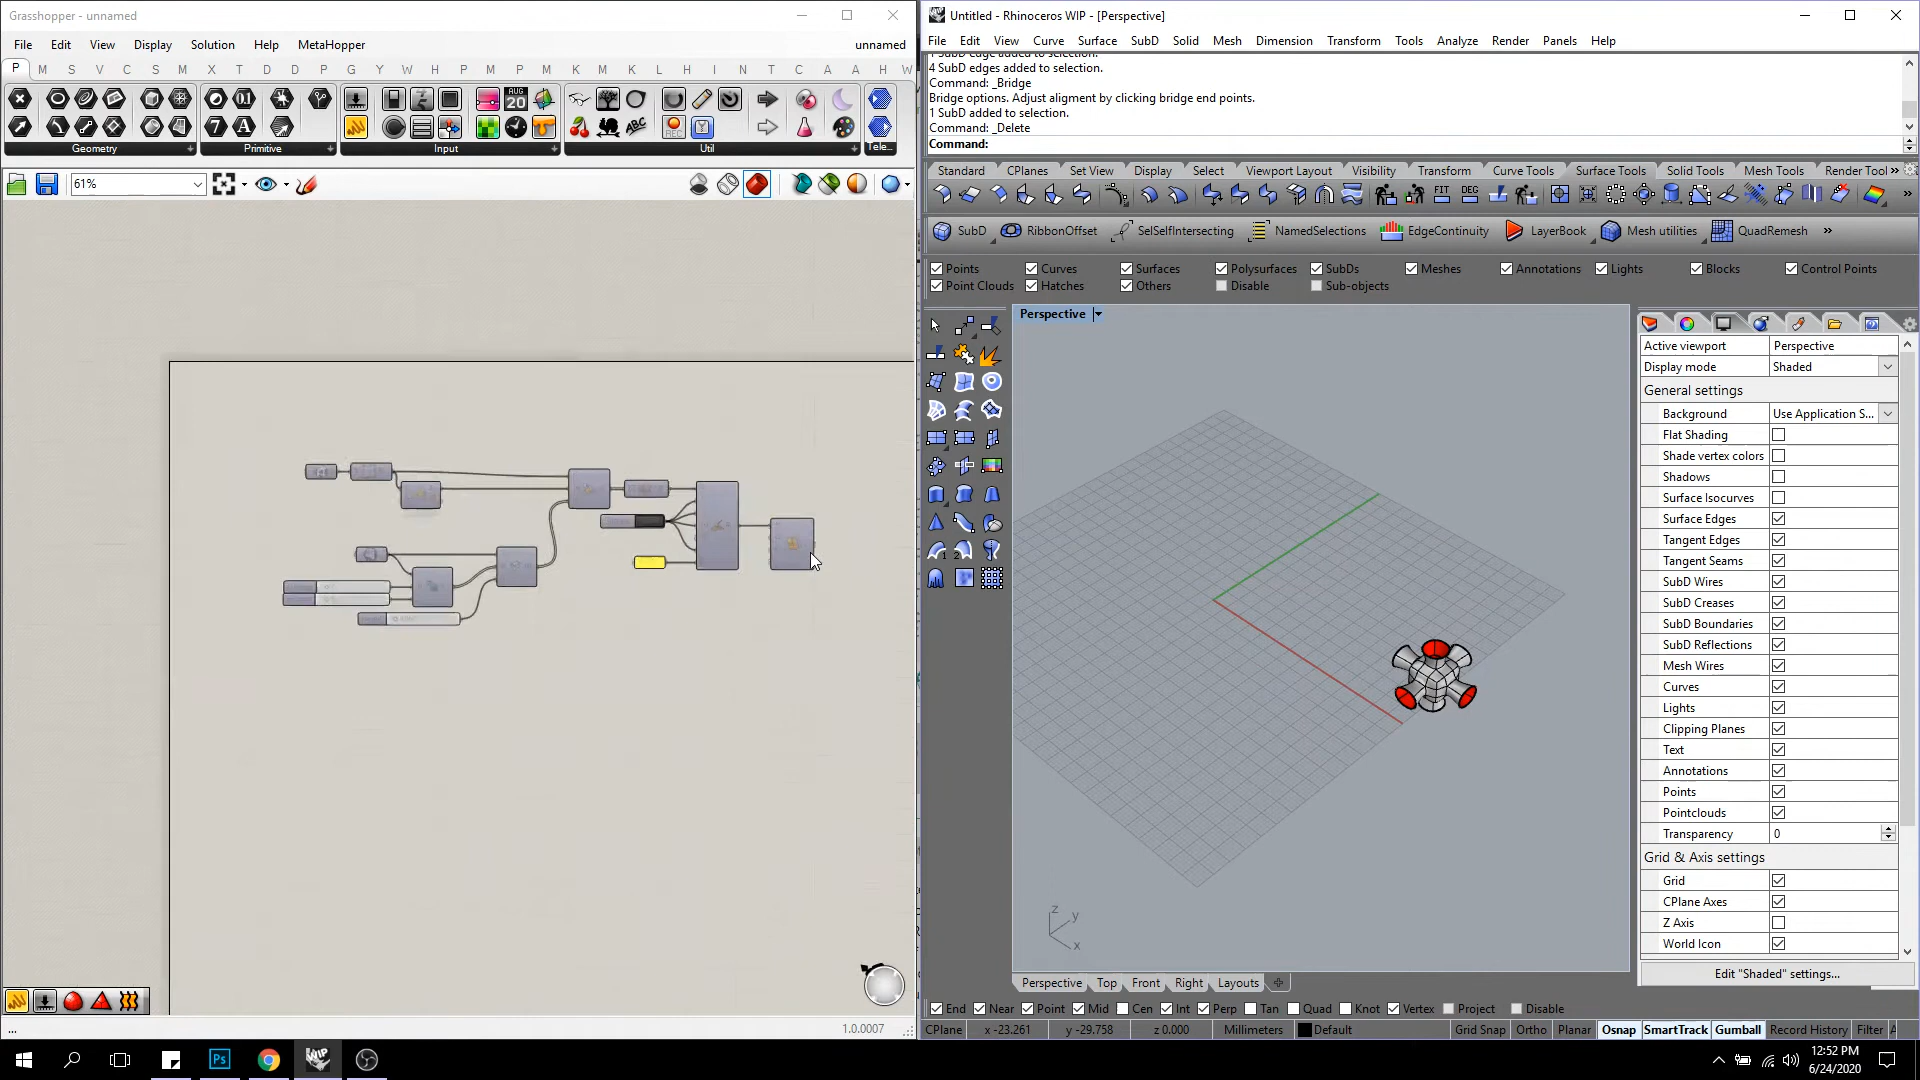 Grasshopper - unnamed
File Edit View Display Solution Help MetaHopper unnamed
P M S V C S M X T D D P G Y W H P M P M K M K L H I N T C A A H W
Geometry Primitive Input Util Tele...
61%
...
1.0.0007
Untitled - Rhinoceros WIP - [Perspective]
File Edit View Curve Surface SubD Solid Mesh Dimension Transform Tools Analyze Render Panels Help
1 SubD edge added to selection.
4 SubD edges added to selection.
Command: _Bridge
Bridge options. Adjust aligment by clicking bridge end points.
1 SubD added to selection.
Command: _Delete
Command:
Standard CPlanes Set View Display Select Viewport Layout Visibility Transform Curve Tools Surface Tools Solid Tools Mesh Tools Render Tool »
SubD RibbonOffset SelSelfIntersecting NamedSelections EdgeContinuity LayerBook Mesh utilities QuadRemesh »
Points Curves Surfaces Polysurfaces SubDs Meshes Annotations Lights Blocks Control Points
Point Clouds Hatches Others Disable Sub-objects
Perspective
z
y
x
Active viewport Perspective
Display mode Shaded
General settings
Background Use Application S...
Flat Shading
Shade vertex colors
Shadows
Surface Isocurves
Surface Edges
Tangent Edges
Tangent Seams
SubD Wires
SubD Creases
SubD Boundaries
SubD Reflections
Mesh Wires
Curves
Lights
Clipping Planes
Text
Annotations
Points
Pointclouds
Transparency 0
Grid & Axis settings
Grid
CPlane Axes
Z Axis
World Icon
Edit "Shaded" settings...
Perspective Top Front Right Layouts
End Near Point Mid Cen Int Perp Tan Quad Knot Vertex Project Disable
CPlane x -23.261 y -29.758 z 0.000 Millimeters Default Grid Snap Ortho Planar Osnap SmartTrack Gumball Record History Filter A
12:52 PM
6/24/2020